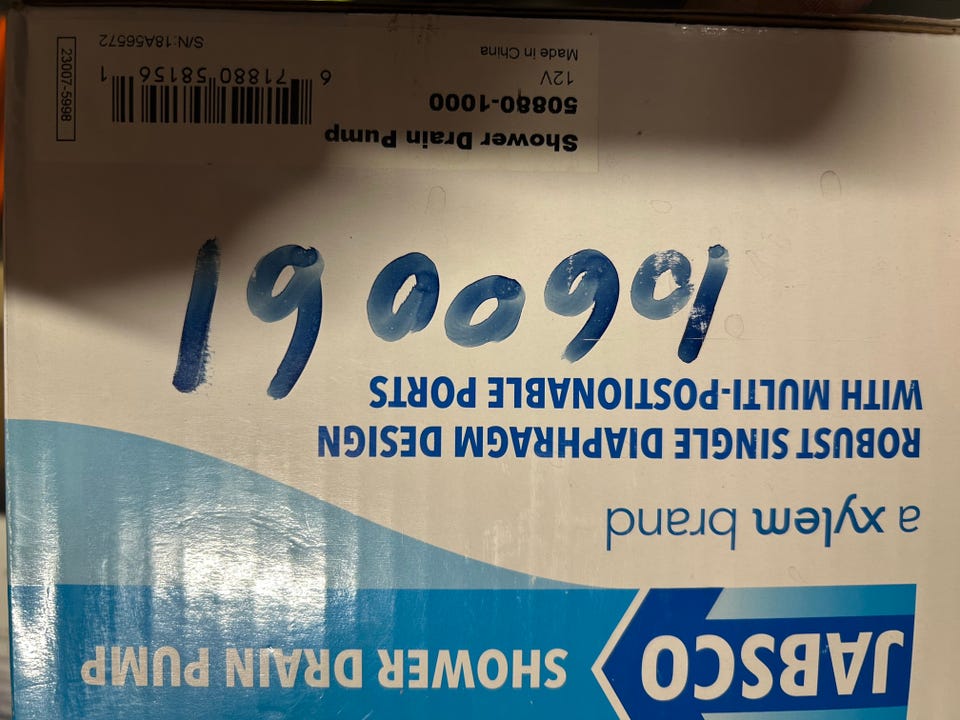 JABSCO
SHOWER DRAIN PUMP
a xylem brand
ROBUST SINGLE DIAPHRAGM DESIGN
WITH MULTI-POSTIONABLE PORTS
Shower Drain Pump
50880-1000
12V
Made in China
6 71880 58156 1
S/N:18A56572
23007-5998